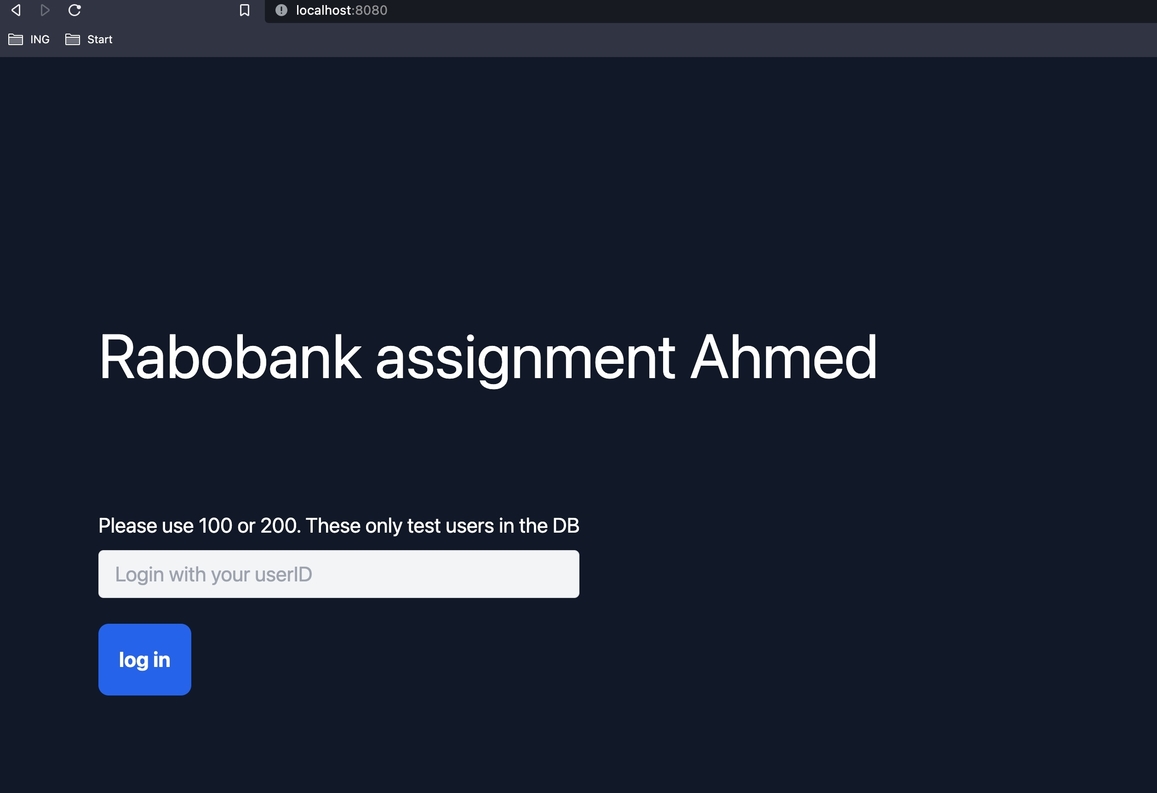 localhost:8080
ING Start
Rabobank assignment Ahmed
Please use 100 or 200. These only test users in the DB
Login with your userID
log in